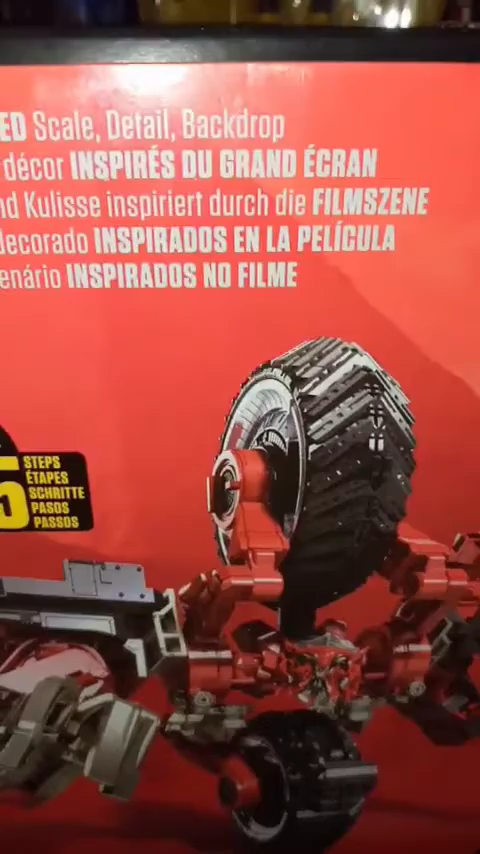 ED Scale, Detail, Backdrop
décor INSPIRÉS DU GRAND ÉCRAN
nd Kulisse inspiriert durch die FILMSZENE
decorado INSPIRADOS EN LA PELÍCULA
enário INSPIRADOS NO FILME
5 STEPS
ÉTAPES
SCHRITTE
PASOS
PASSOS